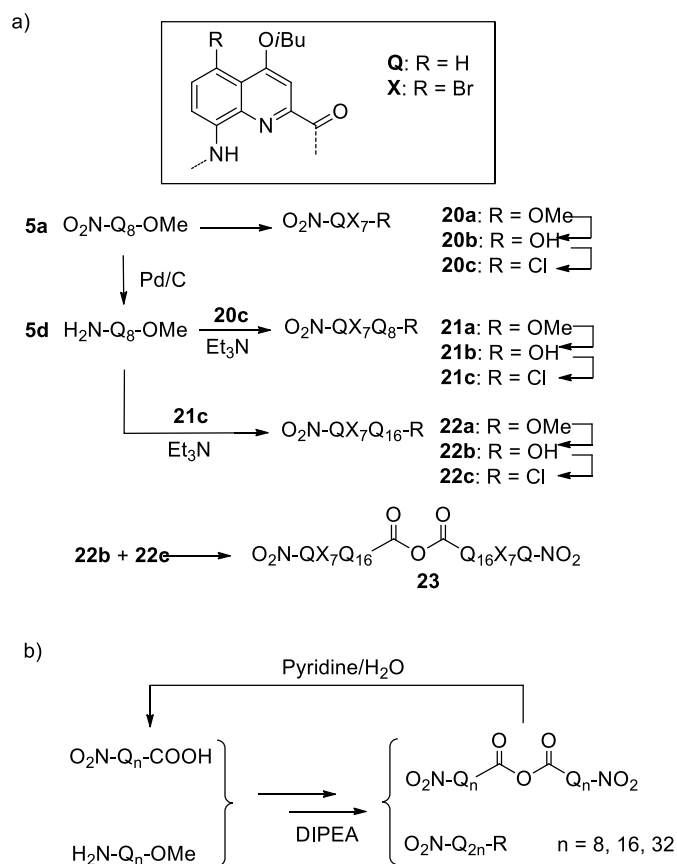 a)
R
OiBu
N
O
NH
Q: R = H
X: R = Br
5a O₂N-Q₈-OMe
O₂N-QX₇-R
20a: R = OMe
20b: R = OH
20c: R = Cl
Pd/C
5d H₂N-Q₈-OMe
20c
Et₃N
O₂N-QX₇Q₈-R
21a: R = OMe
21b: R = OH
21c: R = Cl
21c
Et₃N
O₂N-QX₇Q₁₆-R
22a: R = OMe
22b: R = OH
22c: R = Cl
22b + 22c
O O
O₂N-QX₇Q₁₆ O Q₁₆X₇Q-NO₂
23
b)
Pyridine/H₂O
O₂N-Qₙ-COOH
H₂N-Qₙ-OMe
DIPEA
O O
O₂N-Qₙ O Qₙ-NO₂
O₂N-Q₂ₙ-R n = 8, 16, 32